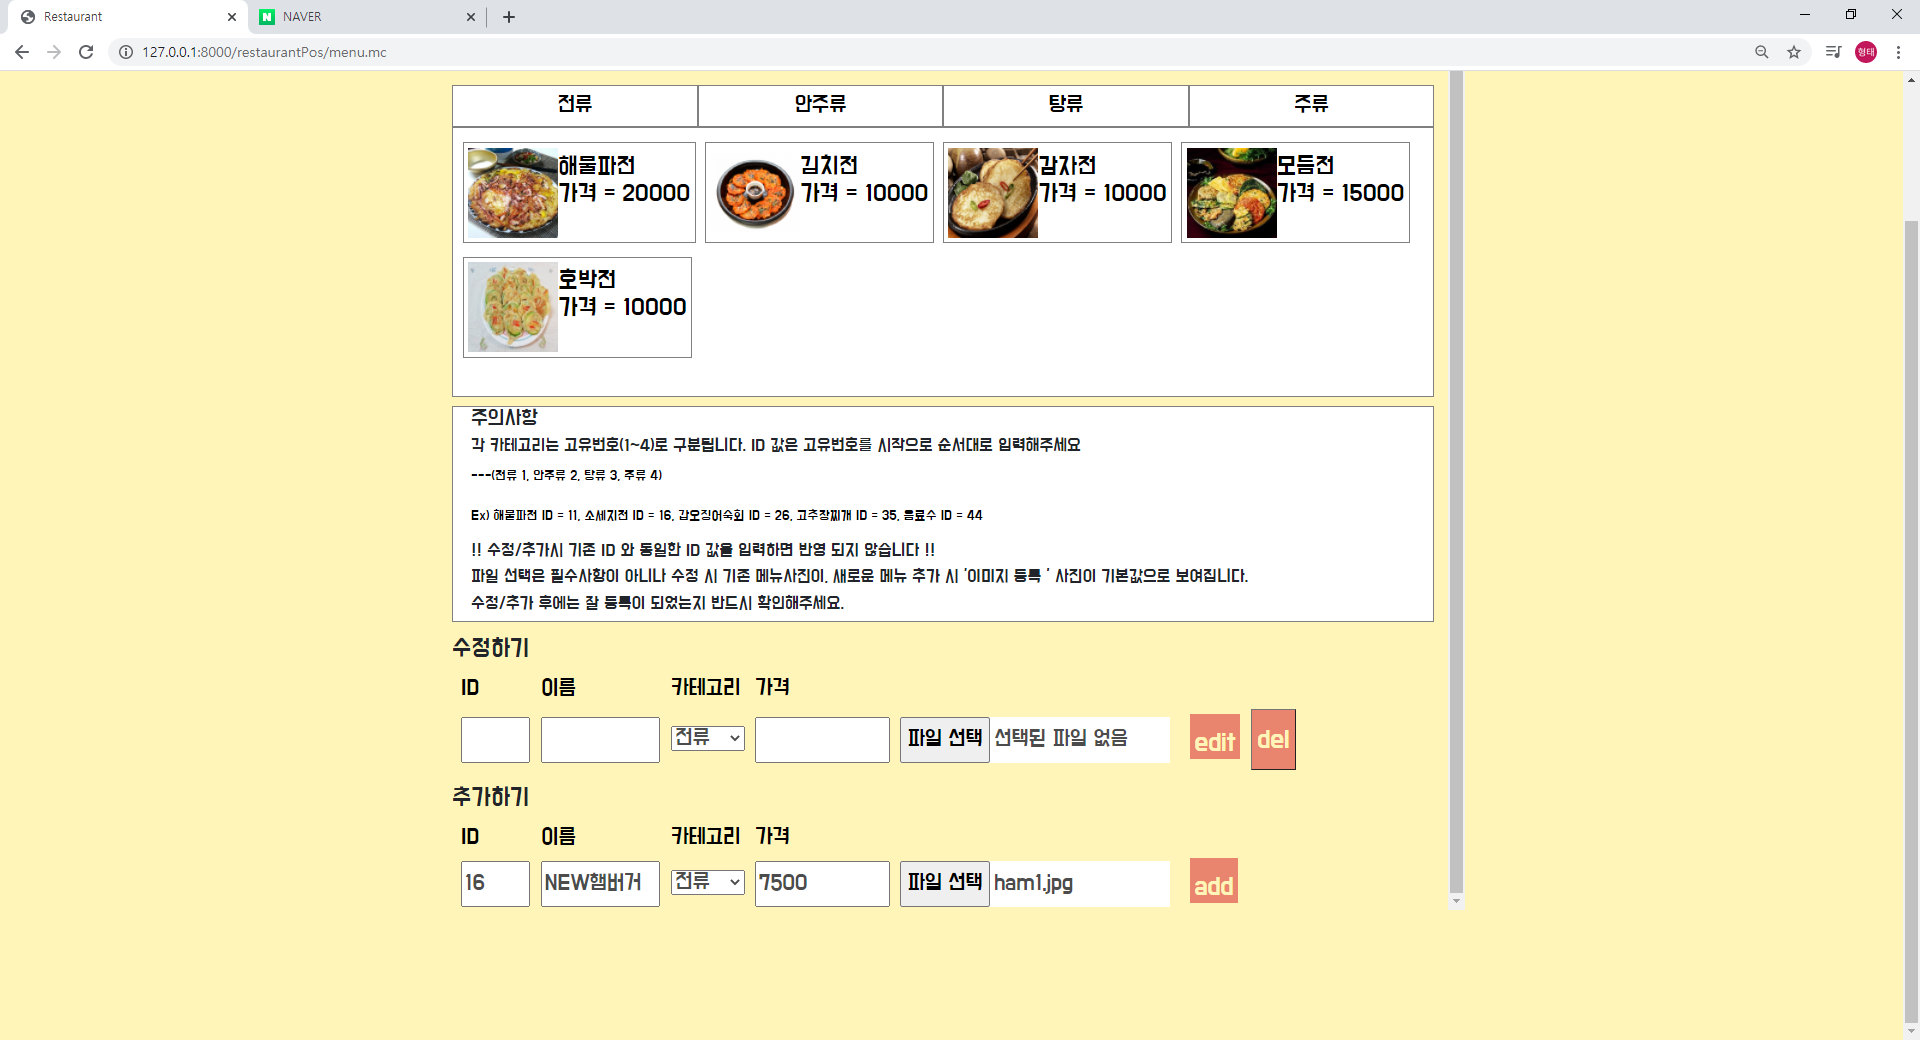 Restaurant
NAVER
127.0.0.1:8000/restaurantPos/menu.mc
형태
전류 안주류 탕류 주류
해물파전
가격 = 20000
김치전
가격 = 10000
감자전
가격 = 10000
모듬전
가격 = 15000
호박전
가격 = 10000
주의사항
각 카테고리는 고유번호(1~4)로 구분됩니다. ID 값은 고유번호를 시작으로 순서대로 입력해주세요
---(전류 1, 안주류 2, 탕류 3, 주류 4)
Ex) 해물파전 ID = 11, 소세지전 ID = 16, 갑오징어숙회 ID = 26, 고추장찌개 ID = 35, 음료수 ID = 44
!! 수정/추가시 기존 ID 와 동일한 ID 값을 입력하면 반영 되지 않습니다 !!
파일 선택은 필수사항이 아니나 수정 시 기존 메뉴사진이, 새로운 메뉴 추가 시 '이미지 등록 ' 사진이 기본값으로 보여집니다.
수정/추가 후에는 잘 등록이 되었는지 반드시 확인해주세요.
수정하기
ID 이름 카테고리 가격
전류 파일 선택 선택된 파일 없음 edit del
추가하기
ID 이름 카테고리 가격
16 NEW햄버거 전류 7500 파일 선택 ham1.jpg add